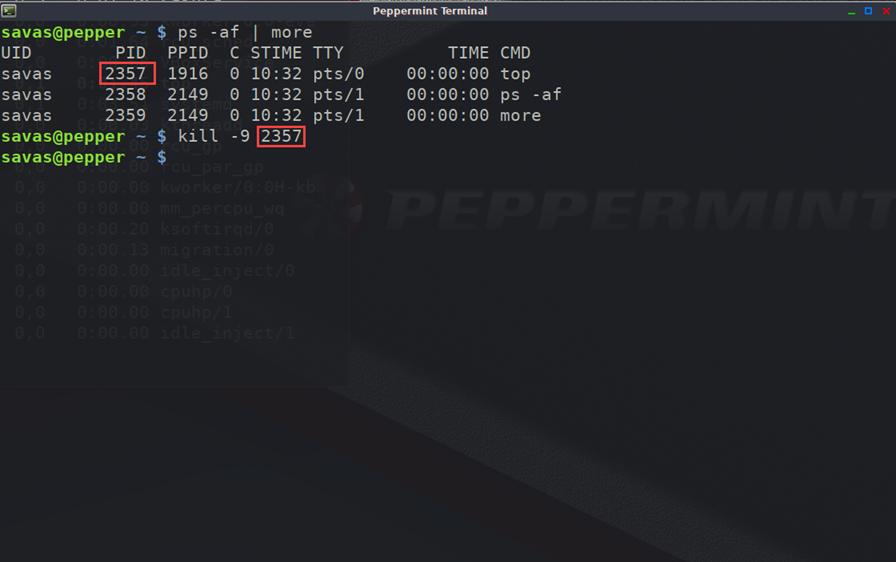 Peppermint Terminal
savas@pepper ~ $ ps -af | more
UID        PID  PPID  C STIME TTY          TIME CMD
savas     2357  1916  0 10:32 pts/0    00:00:00 top
savas     2358  2149  0 10:32 pts/1    00:00:00 ps -af
savas     2359  2149  0 10:32 pts/1    00:00:00 more
savas@pepper ~ $ kill -9 2357
savas@pepper ~ $
rcu_par_gp
0,0   0:00.00 kworker/0:0H-kb
0,0   0:00.00 mm_percpu_wq
0,0   0:00.20 ksoftirqd/0
0,0   0:00.13 migration/0
0,0   0:00.00 idle_inject/0
0,0   0:00.00 cpuhp/0
0,0   0:00.00 cpuhp/1
0,0   0:00.00 idle_inject/1
PEPPERMINT